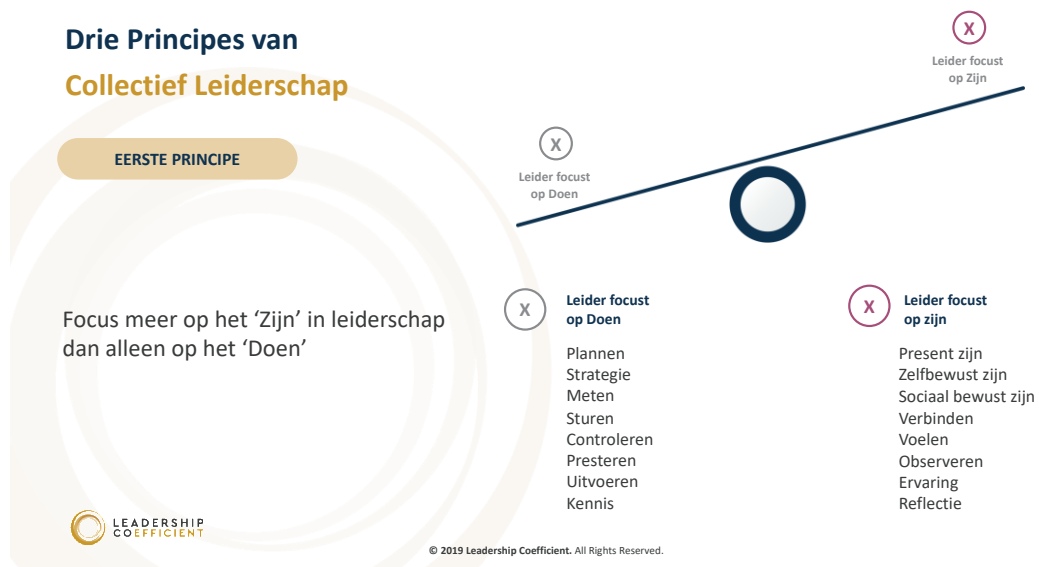 Drie Principes van
Collectief Leiderschap
EERSTE PRINCIPE
X
Leider focust
op Zijn
X
Leider focust
op Doen
Focus meer op het ‘Zijn’ in leiderschap
dan alleen op het ‘Doen’
X
Leider focust
op Doen
Plannen
Strategie
Meten
Sturen
Controleren
Presteren
Uitvoeren
Kennis
X
Leider focust
op zijn
Present zijn
Zelfbewust zijn
Sociaal bewust zijn
Verbinden
Voelen
Observeren
Ervaring
Reflectie
LEADERSHIP
COEFFICIENT
© 2019 Leadership Coefficient. All Rights Reserved.